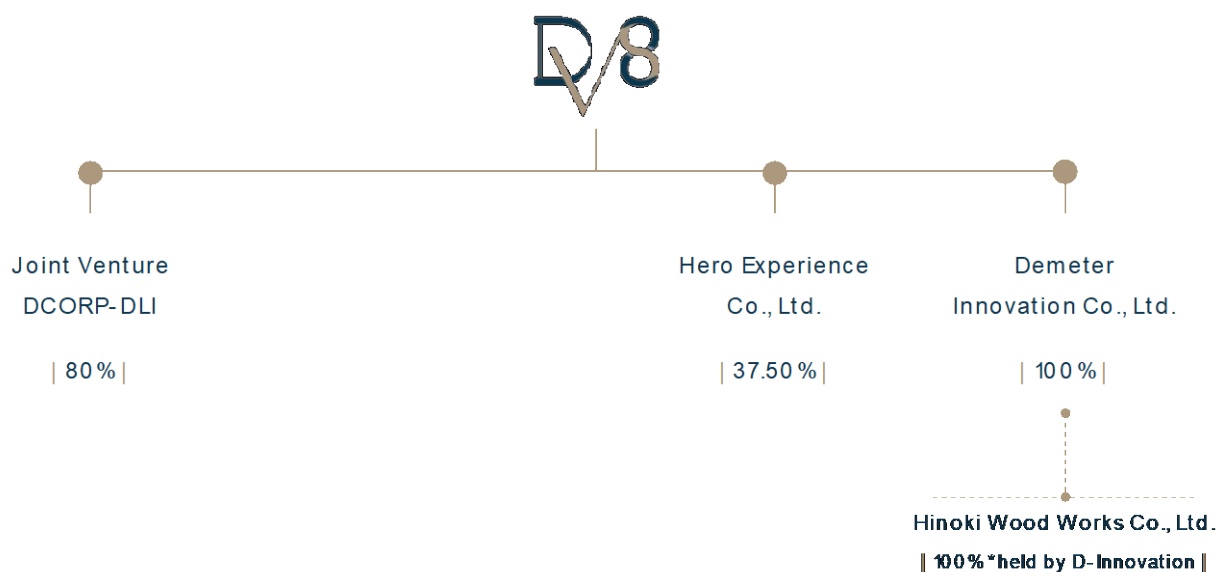 DV8
Joint Venture
DCORP-DLI
| 80% |
Hero Experience
Co., Ltd.
| 37.50% |
Demeter
Innovation Co., Ltd.
| 100% |
Hinoki Wood Works Co., Ltd.
| 100% *held by D-Innovation |